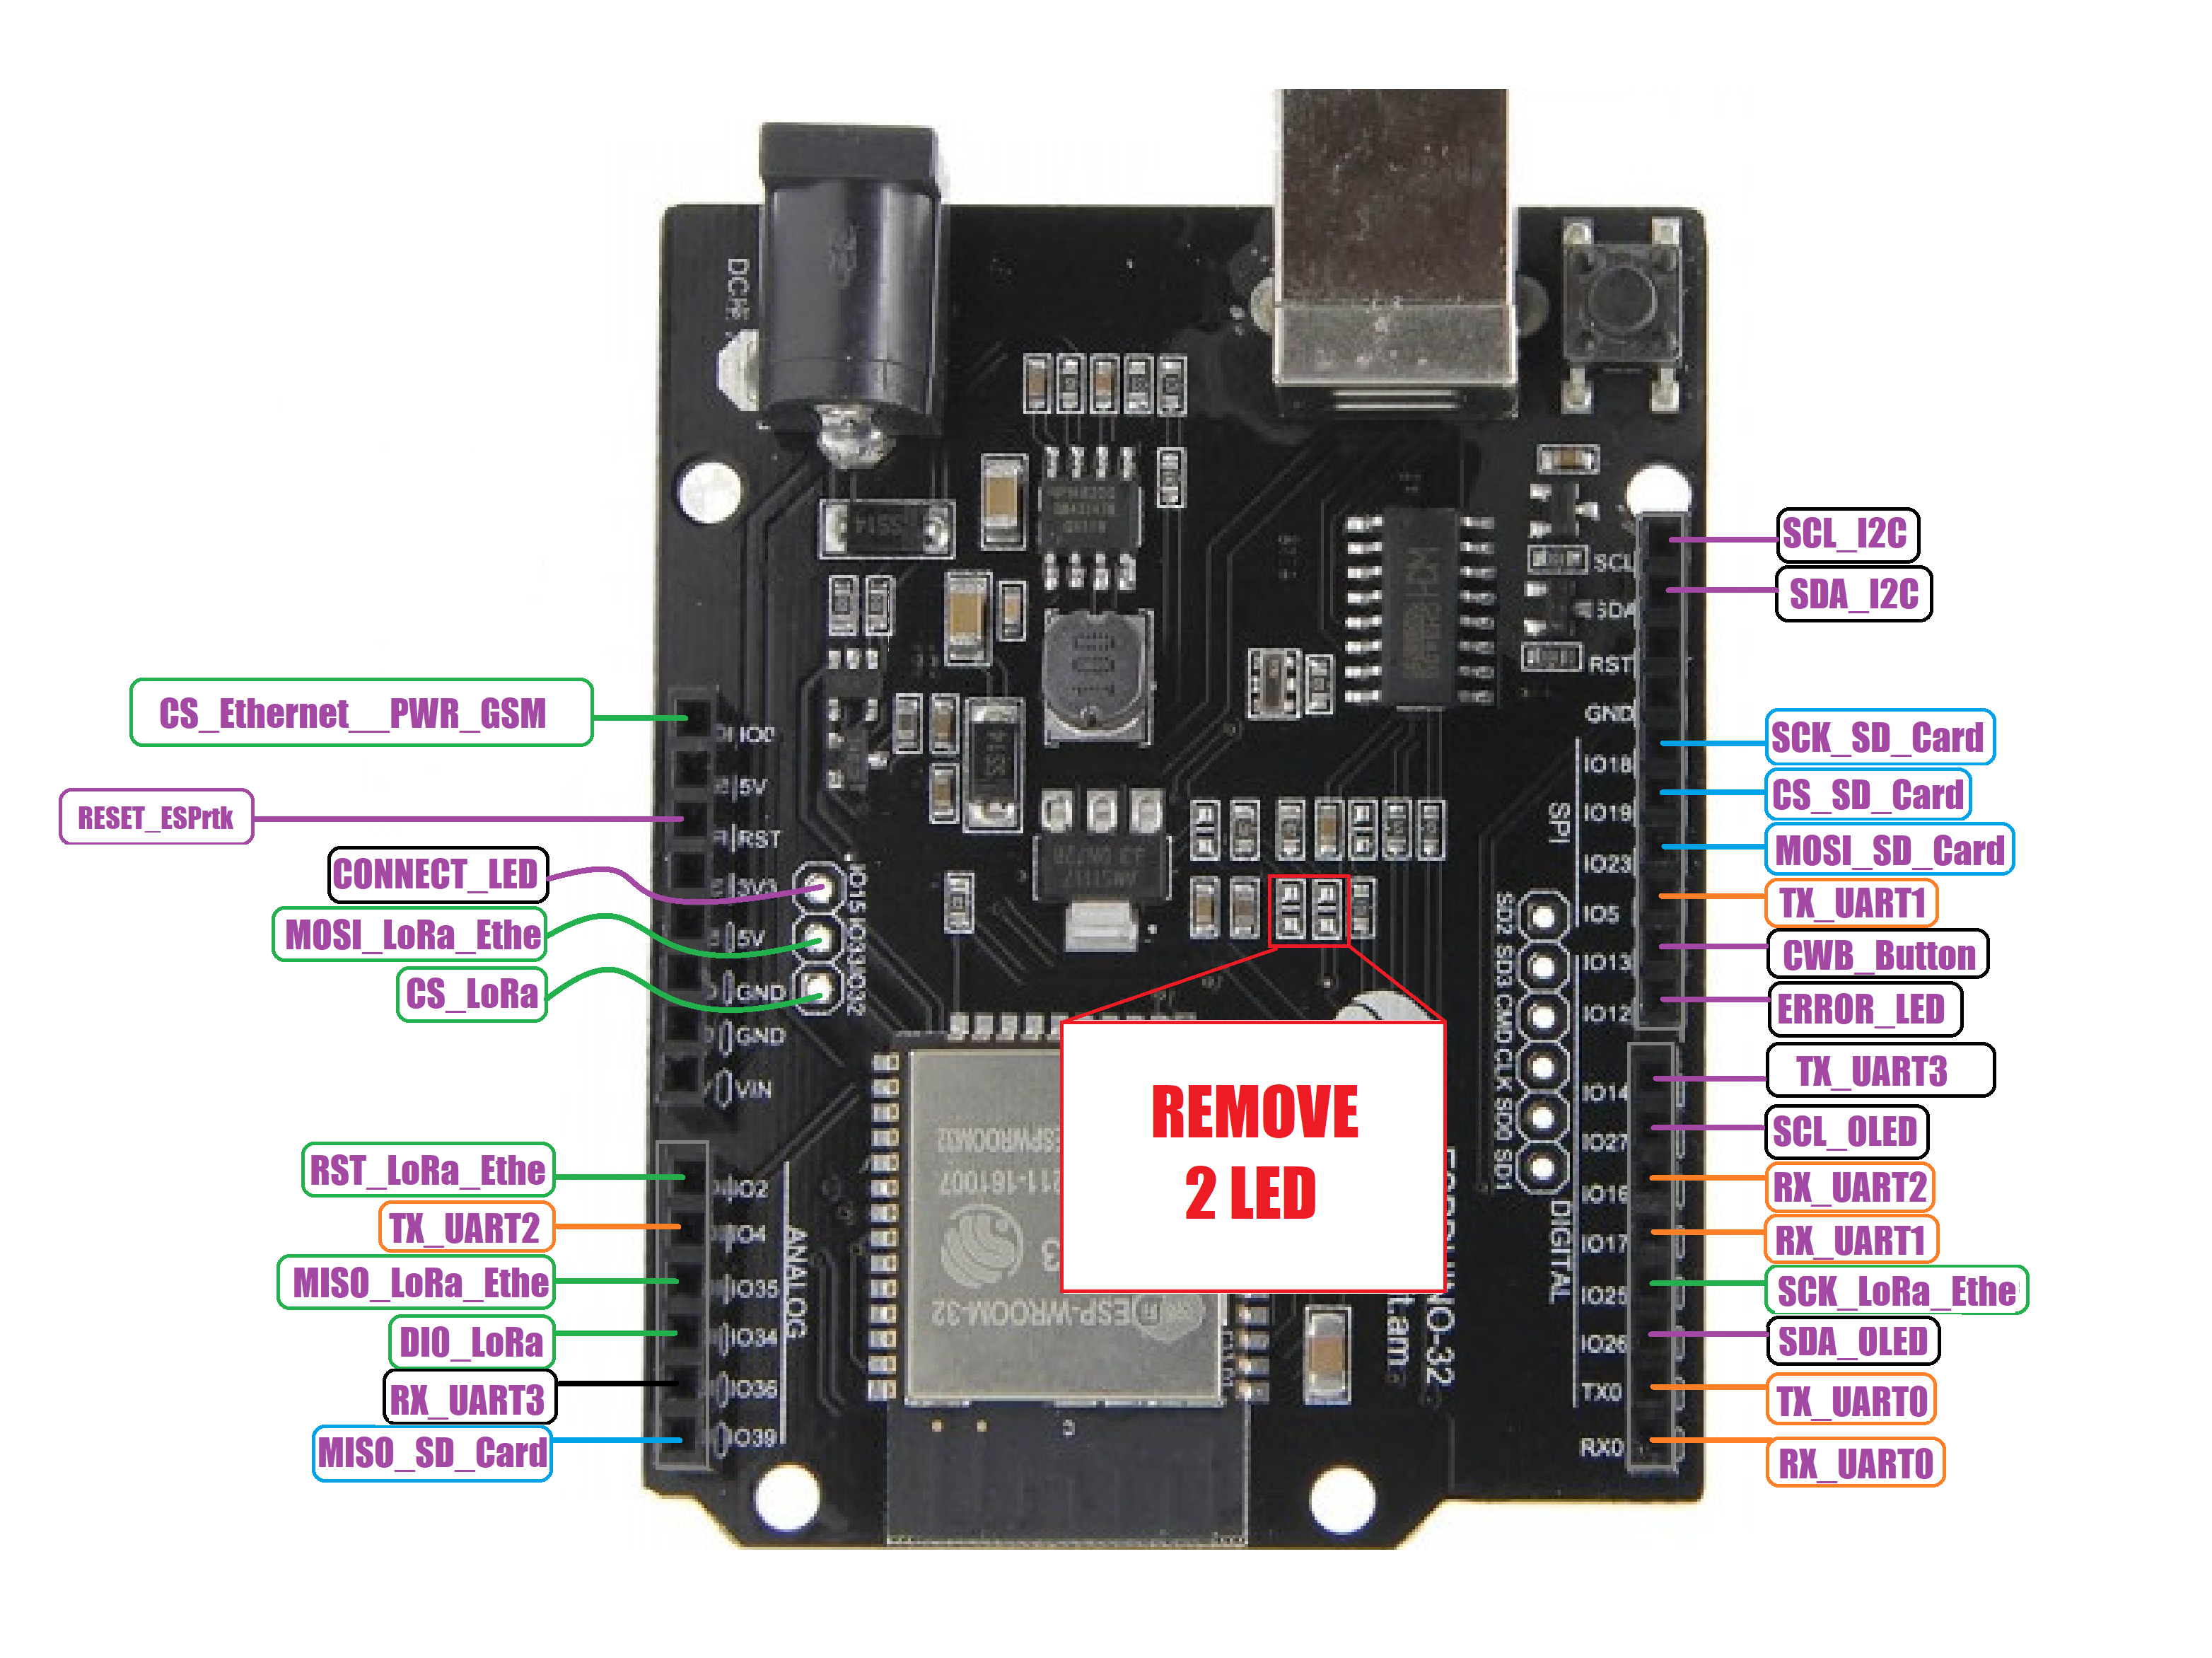 SCL_I2C
SDA_I2C
CS_Ethernet__PWR_GSM
SCK_SD_Card
CS_SD_Card
RESET_ESPrtk
MOSI_SD_Card
CONNECT_LED
TX_UART1
MOSI_LoRa_Ethe
CWB_Button
CS_LoRa
ERROR_LED
TX_UART3
SCL_OLED
RST_LoRa_Ethe
RX_UART2
TX_UART2
RX_UART1
MISO_LoRa_Ethe
SCK_LoRa_Ethe
DIO_LoRa
SDA_OLED
RX_UART3
TX_UART0
MISO_SD_Card
RX_UART0
REMOVE
2 LED
SS14
SCL
SDA
RST
GND
IO18
IO19
IO23
IO5
IO13
IO12
SPI
IO14
IO27
IO16
IO17
IO25
IO26
TX0
RX0
DIGITAL
SD2 SD3 CMD CLK SD0 SD1
IO0
5V
RST
3V3
5V
GND
GND
VIN
IO15 IO33 IO32
IO2
IO4
IO35
IO34
IO36
IO39
ANALOG
ESP-WROOM-32
211-161007